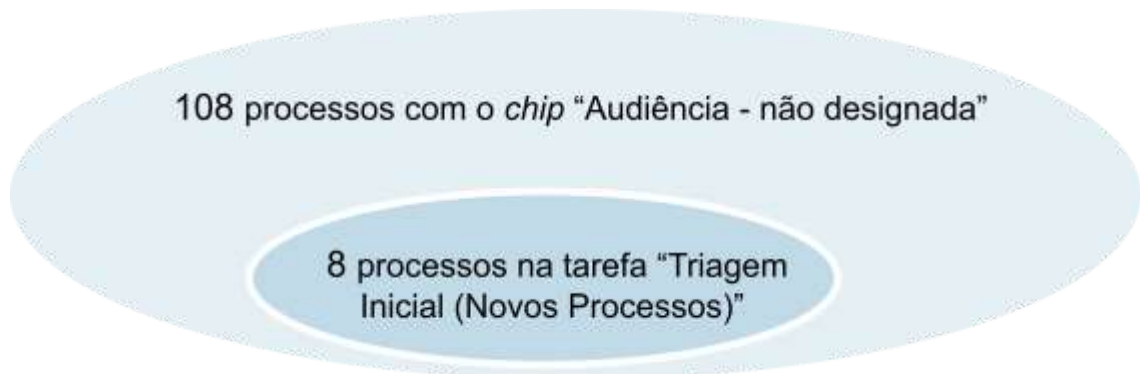 108 processos com o chip “Audiência - não designada”
8 processos na tarefa “Triagem
Inicial (Novos Processos)”